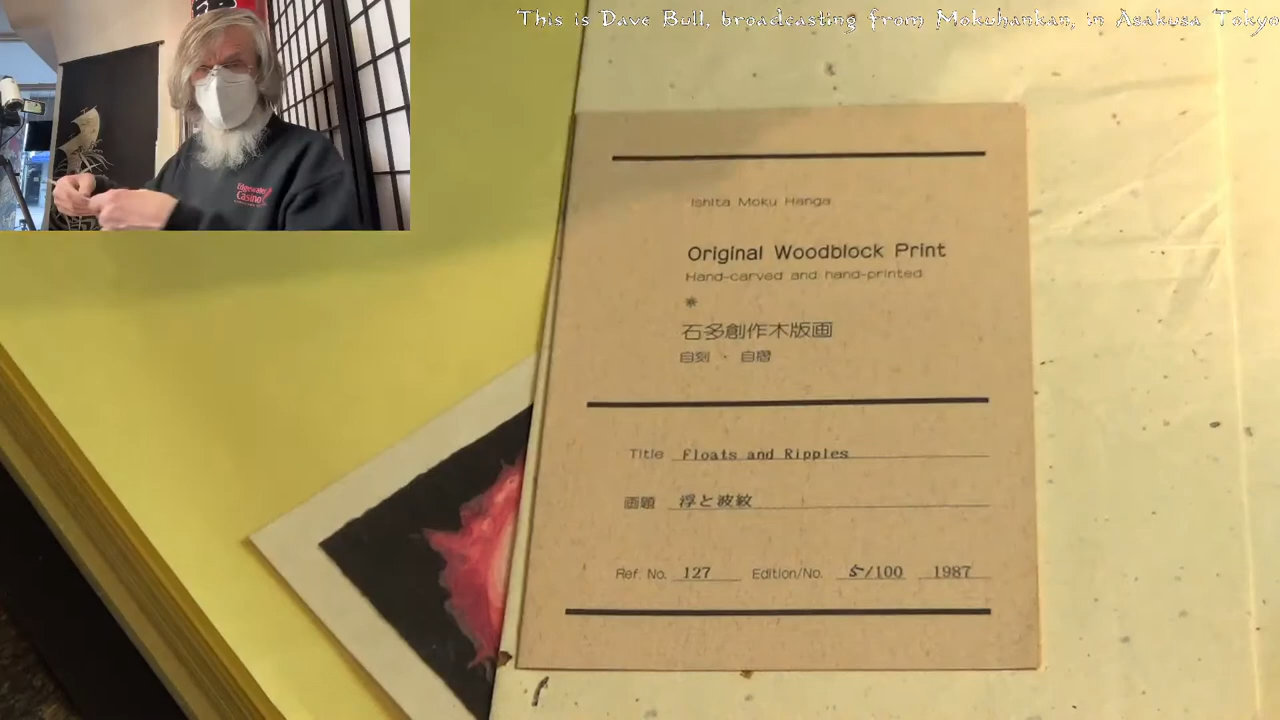 This is Dave Bull, broadcasting from Mokuhankan, in Asakusa Tokyo
Edgewater
Casino
Ishita Moku Hanga
Original Woodblock Print
Hand-carved and hand-printed
*
石多創作木版画
自刻 · 自摺
Title Floats and Ripples
画題 浮と波紋
Ref. No. 127 Edition/No. 5/100 1987